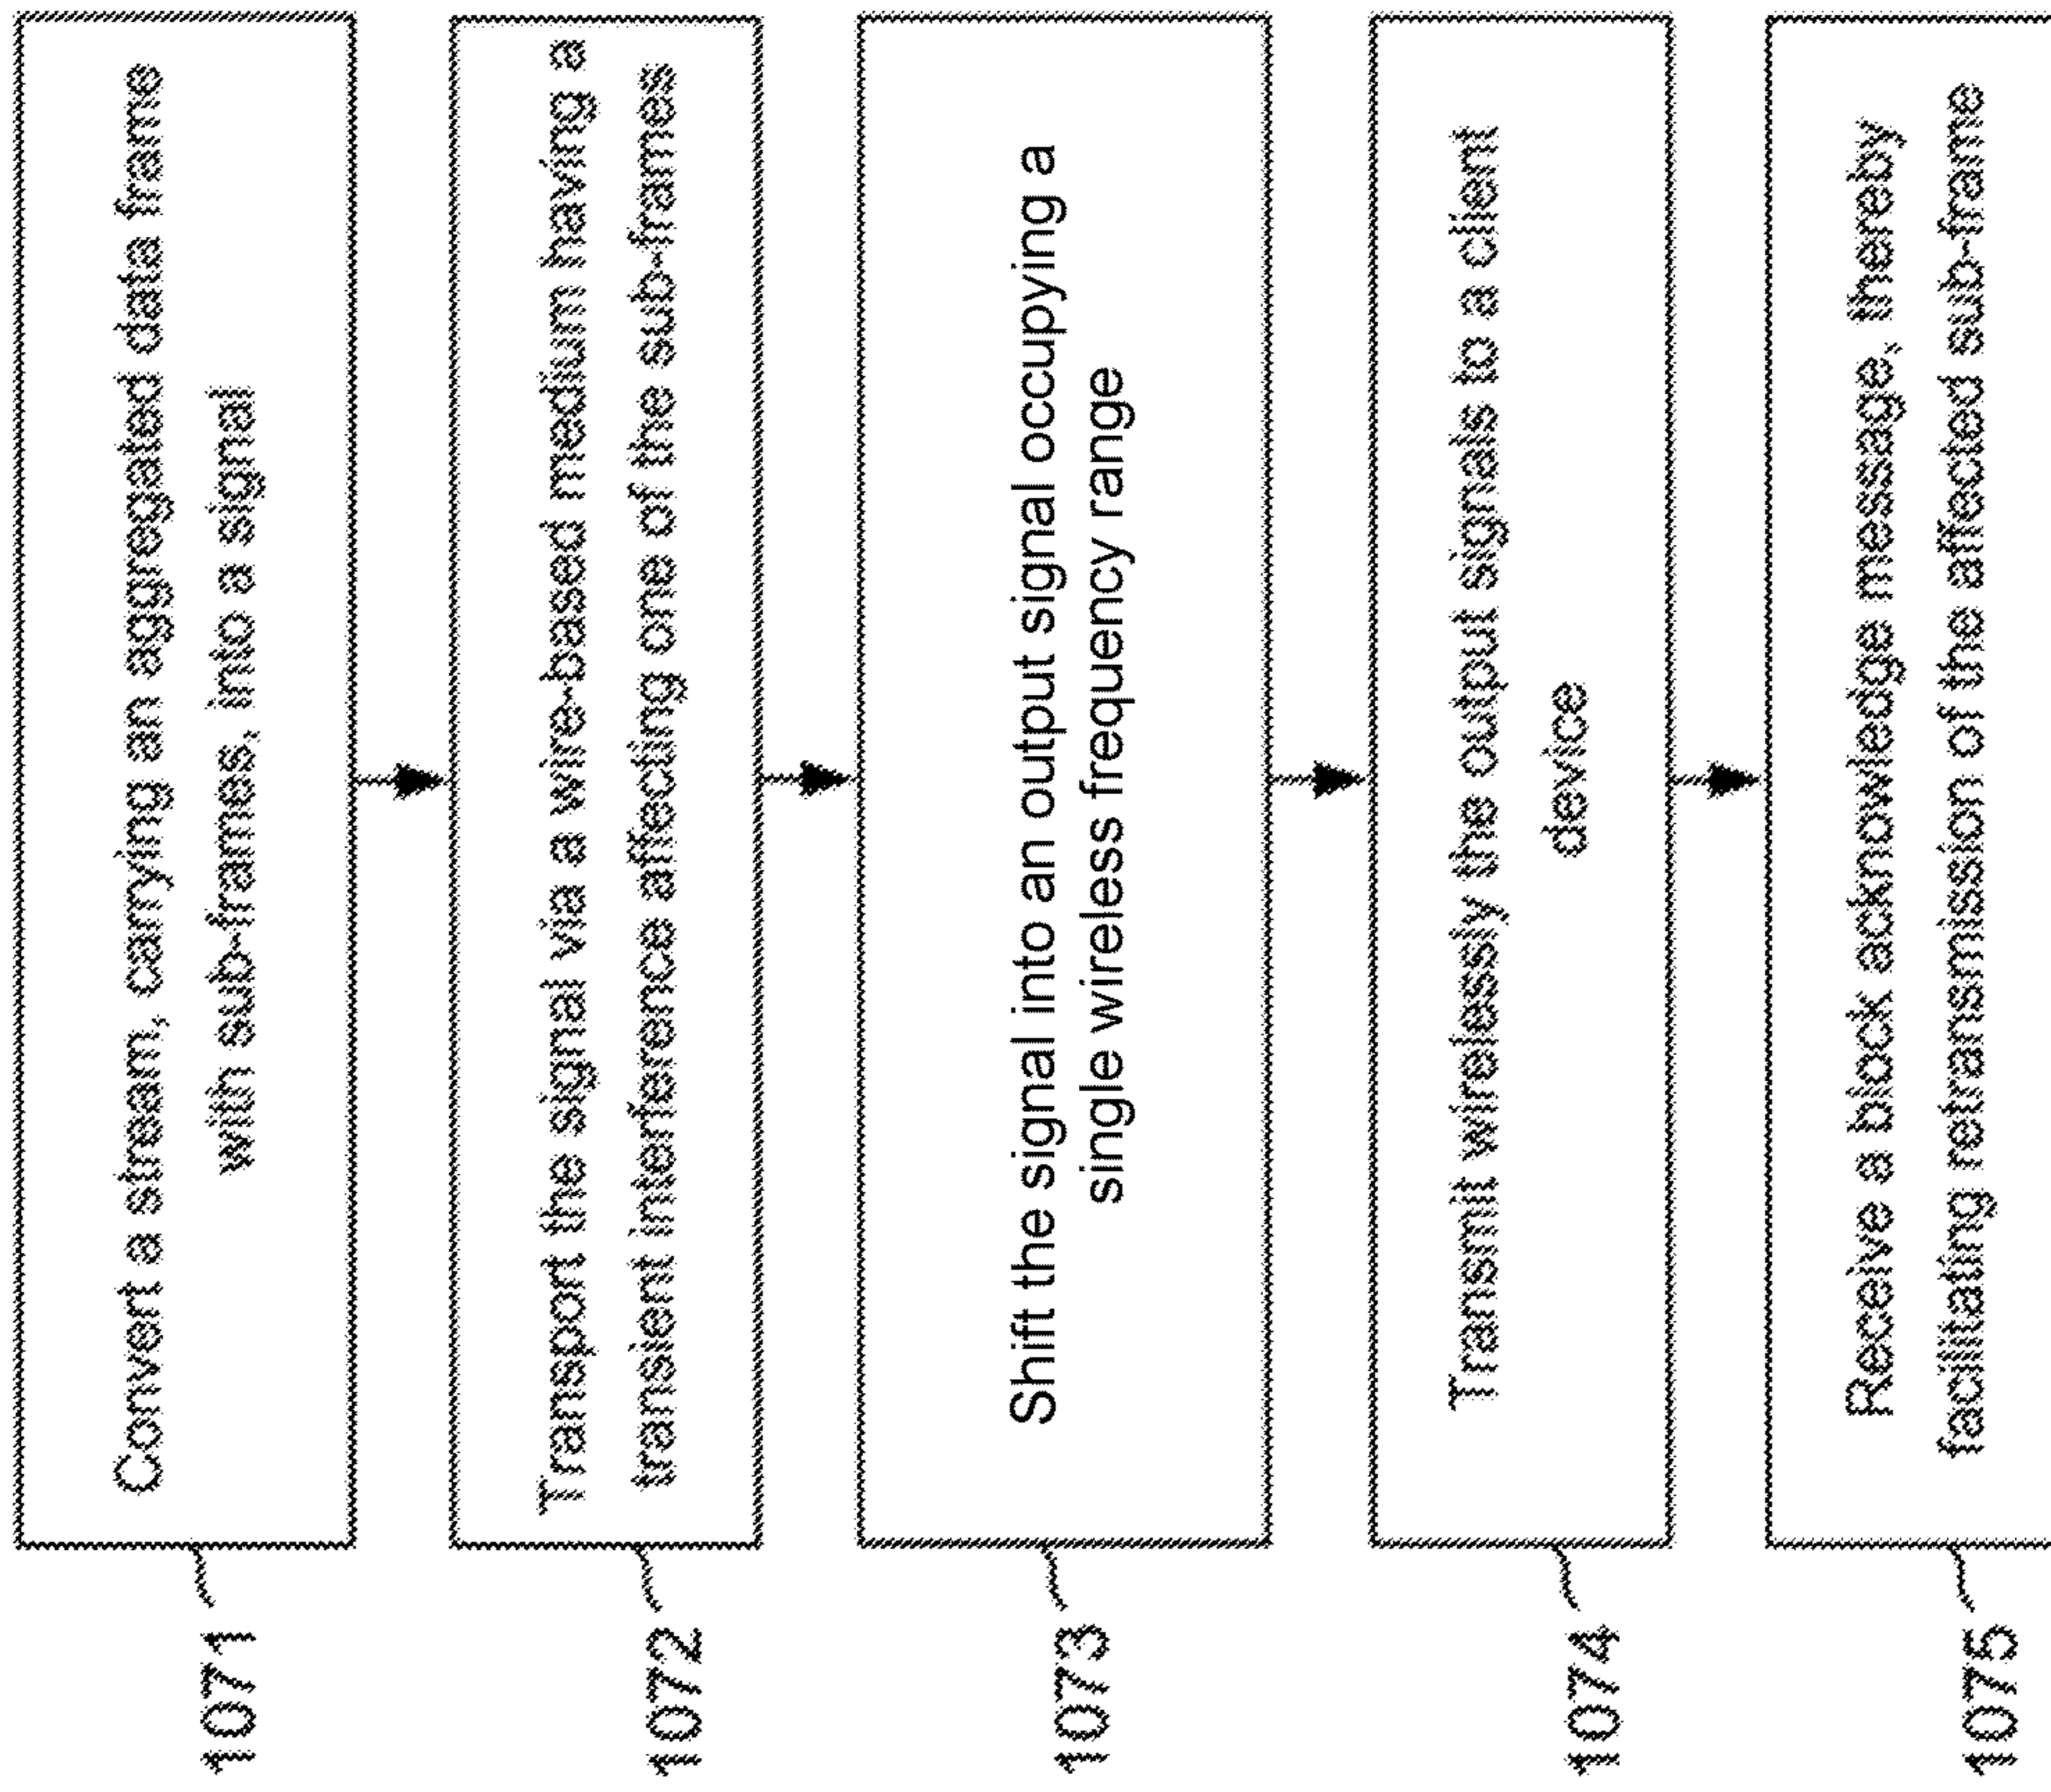 Convert a stream, carrying an aggregated data frame
with sub-frames, into a signal
1071
Transport the signal via a wire-based medium having a
transient interference affecting one of the sub-frames
1072
Shift the signal into an output signal occupying a
single wireless frequency range
1073
Transmit wirelessly the output signals to a client
device
1074
Receive a block acknowledge message, thereby
facilitating retransmission of the affected sub-frame
1075